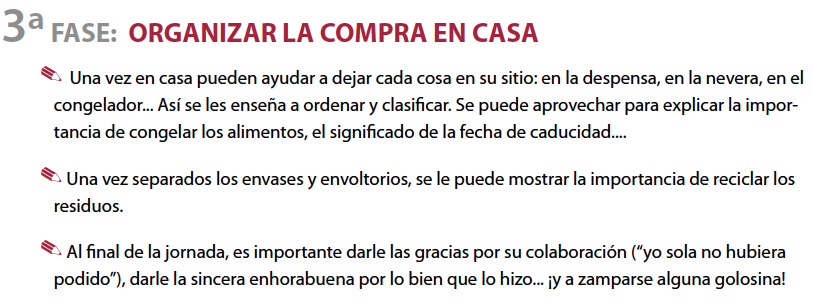 3ª FASE: ORGANIZAR LA COMPRA EN CASA
Una vez en casa pueden ayudar a dejar cada cosa en su sitio: en la despensa, en la nevera, en el
congelador... Así se les enseña a ordenar y clasificar. Se puede aprovechar para explicar la impor-
tancia de congelar los alimentos, el significado de la fecha de caducidad....
Una vez separados los envases y envoltorios, se le puede mostrar la importancia de reciclar los
residuos.
Al final de la jornada, es importante darle las gracias por su colaboración (“yo sola no hubiera
podido”), darle la sincera enhorabuena por lo bien que lo hizo... ¡y a zamparse alguna golosina!